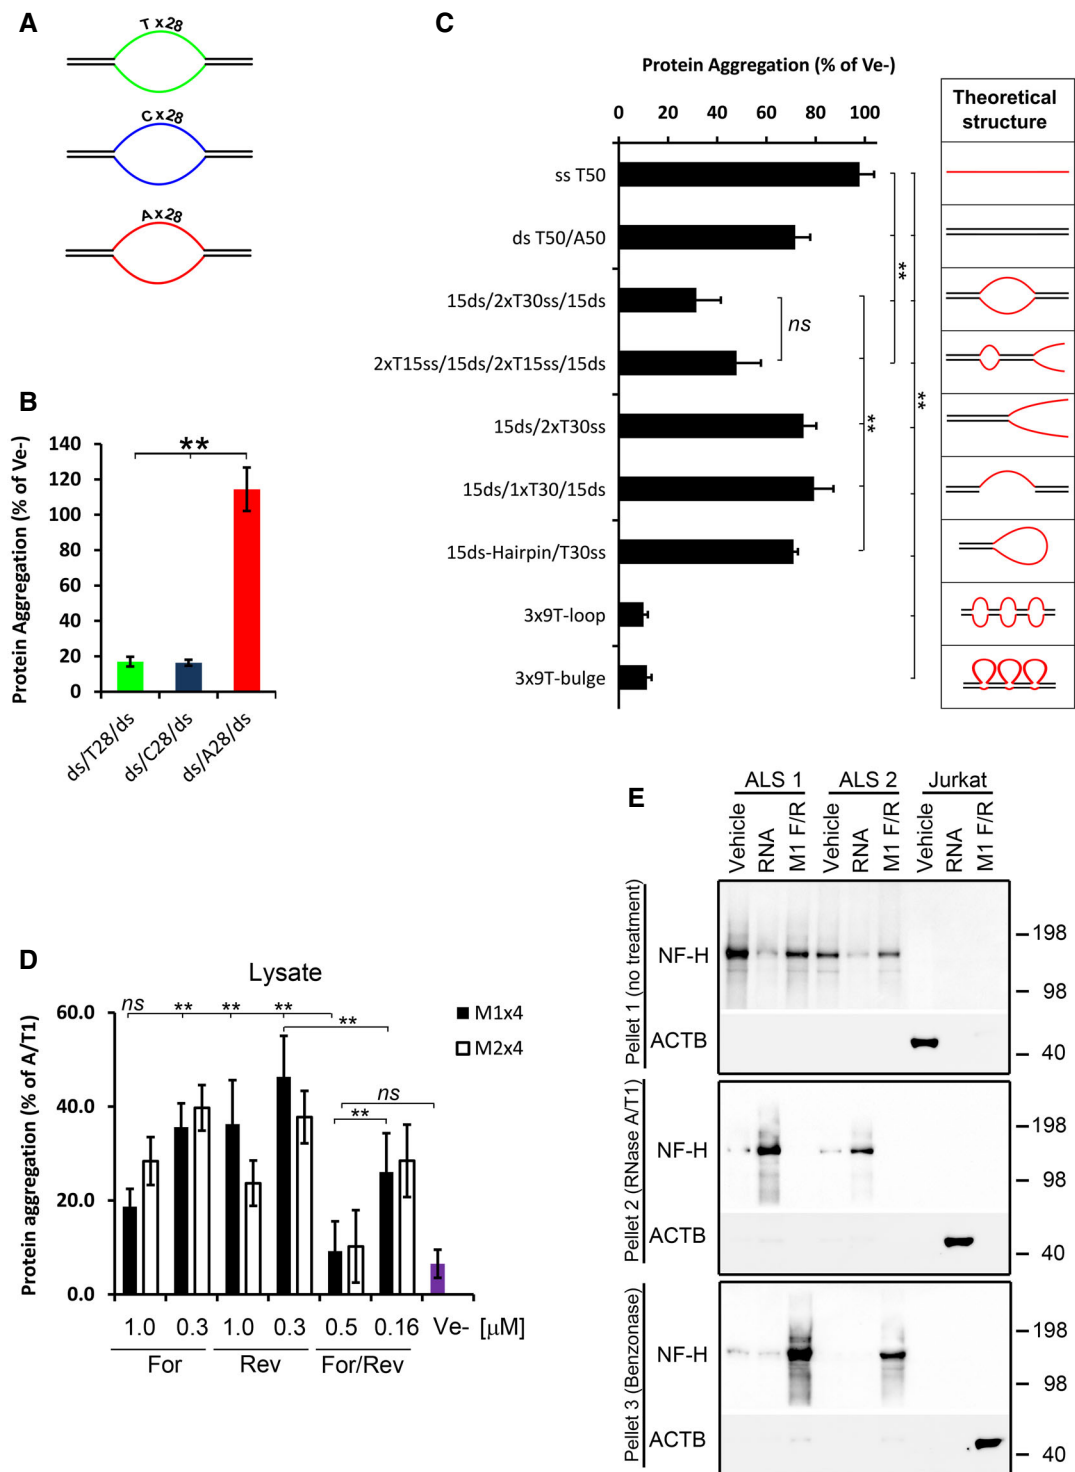 A
T x28
C x28
A x28
B
Protein Aggregation (% of Ve-)
140
120
100
80
60
40
20
0
**
ds/T28/ds
ds/C28/ds
ds/A28/ds
C
Protein Aggregation (% of Ve-)
0 20 40 60 80 100
ss T50
ds T50/A50
15ds/2xT30ss/15ds
2xT15ss/15ds/2xT15ss/15ds
15ds/2xT30ss
15ds/1xT30/15ds
15ds-Hairpin/T30ss
3x9T-loop
3x9T-bulge
ns
**
**
**
Theoretical
structure
D
Lysate
Protein aggregation (% of A/T1)
60.0
40.0
20.0
0.0
ns ** ** **
**
ns
**
M1x4
M2x4
1.0 0.3 1.0 0.3 0.5 0.16 Ve- [µM]
For Rev For/Rev
E
ALS 1 ALS 2 Jurkat
Vehicle RNA M1 F/R Vehicle RNA M1 F/R Vehicle RNA M1 F/R
Pellet 1 (no treatment)
NF-H
198
98
ACTB
40
Pellet 2 (RNase A/T1)
NF-H
198
98
ACTB
40
Pellet 3 (Benzonase)
NF-H
198
98
ACTB
40